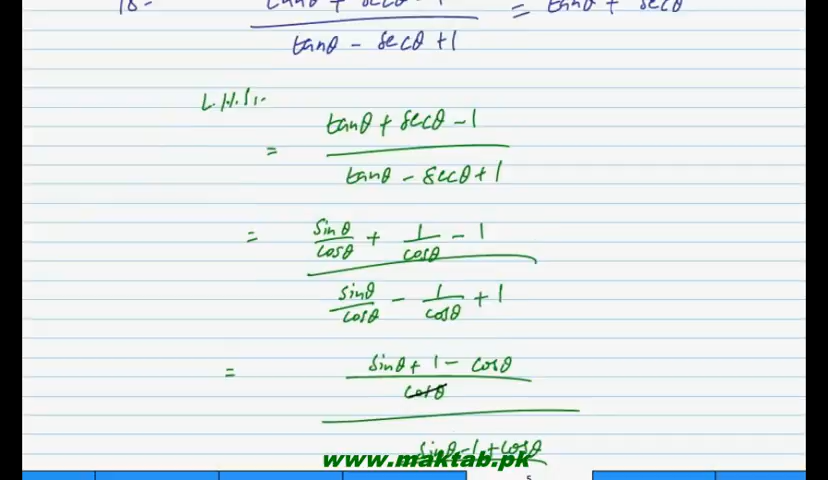 18- tanθ + secθ - 1 = tanθ + secθ
tanθ - secθ + 1
L.H.S.
= tanθ + secθ - 1
tanθ - secθ + 1
= sinθ/cosθ + 1/cosθ - 1
sinθ/cosθ - 1/cosθ + 1
= sinθ + 1 - cosθ
cosθ
sinθ - 1 + cosθ
www.maktab.pk
5